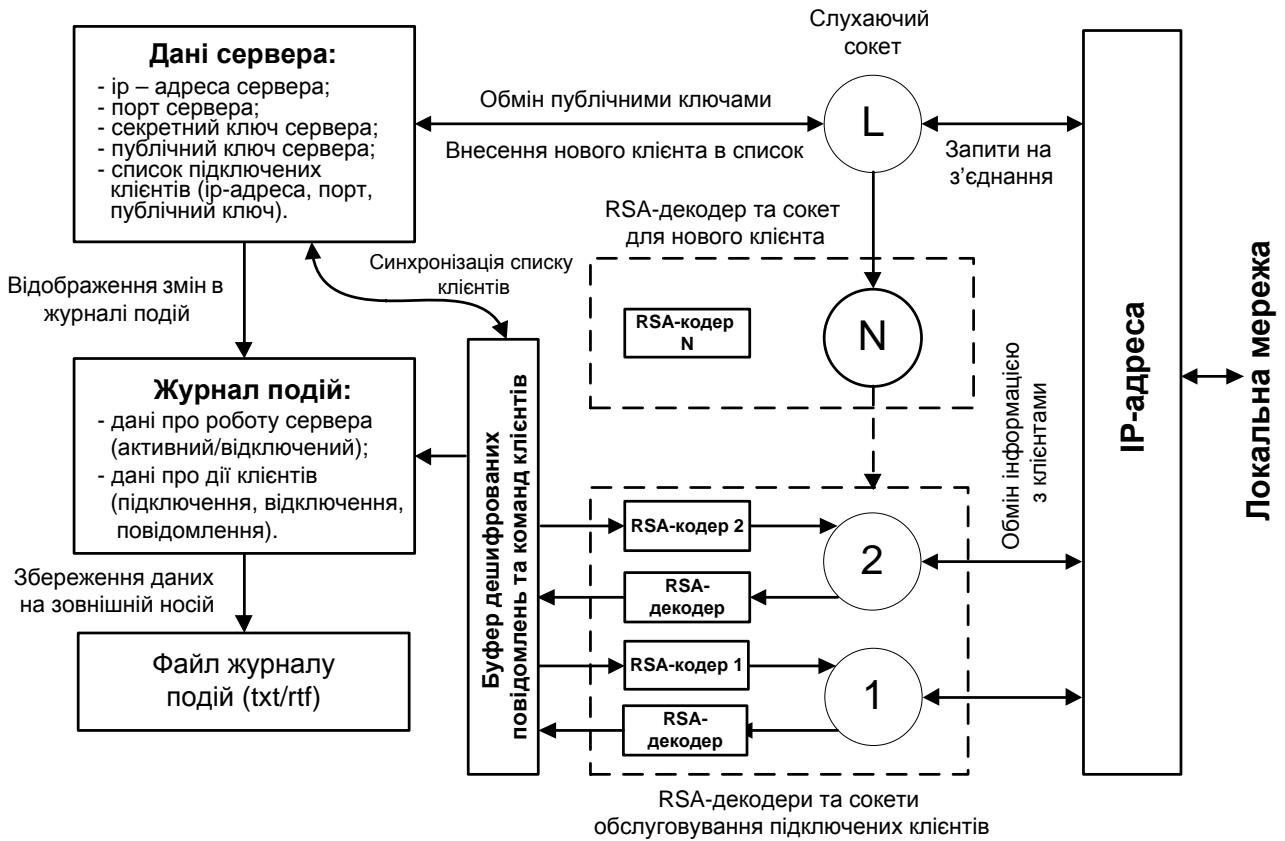 Дані сервера:
- ip – адреса сервера;
- порт сервера;
- секретний ключ сервера;
- публічний ключ сервера;
- список підключених
клієнтів (ip-адреса, порт,
публічний ключ).
Обмін публічними ключами
Внесення нового клієнта в список
Слухаючий
сокет
L
Запити на
з’єднання
RSA-декодер та сокет
для нового клієнта
Синхронізація списку
клієнтів
Відображення змін в
журналі подій
RSA-кодер
N
N
Журнал подій:
- дані про роботу сервера
(активний/відключений);
- дані про дії клієнтів
(підключення, відключення,
повідомлення).
Збереження даних
на зовнішній носій
Файл журналу
подій (txt/rtf)
Буфер дешифрованих
повідомлень та команд клієнтів
RSA-кодер 2
2
RSA-
декодер
RSA-кодер 1
1
RSA-
декодер
RSA-декодери та сокети
обслуговування підключених клієнтів
Обмін інформацією
з клієнтами
IP-адреса
Локальна мережа